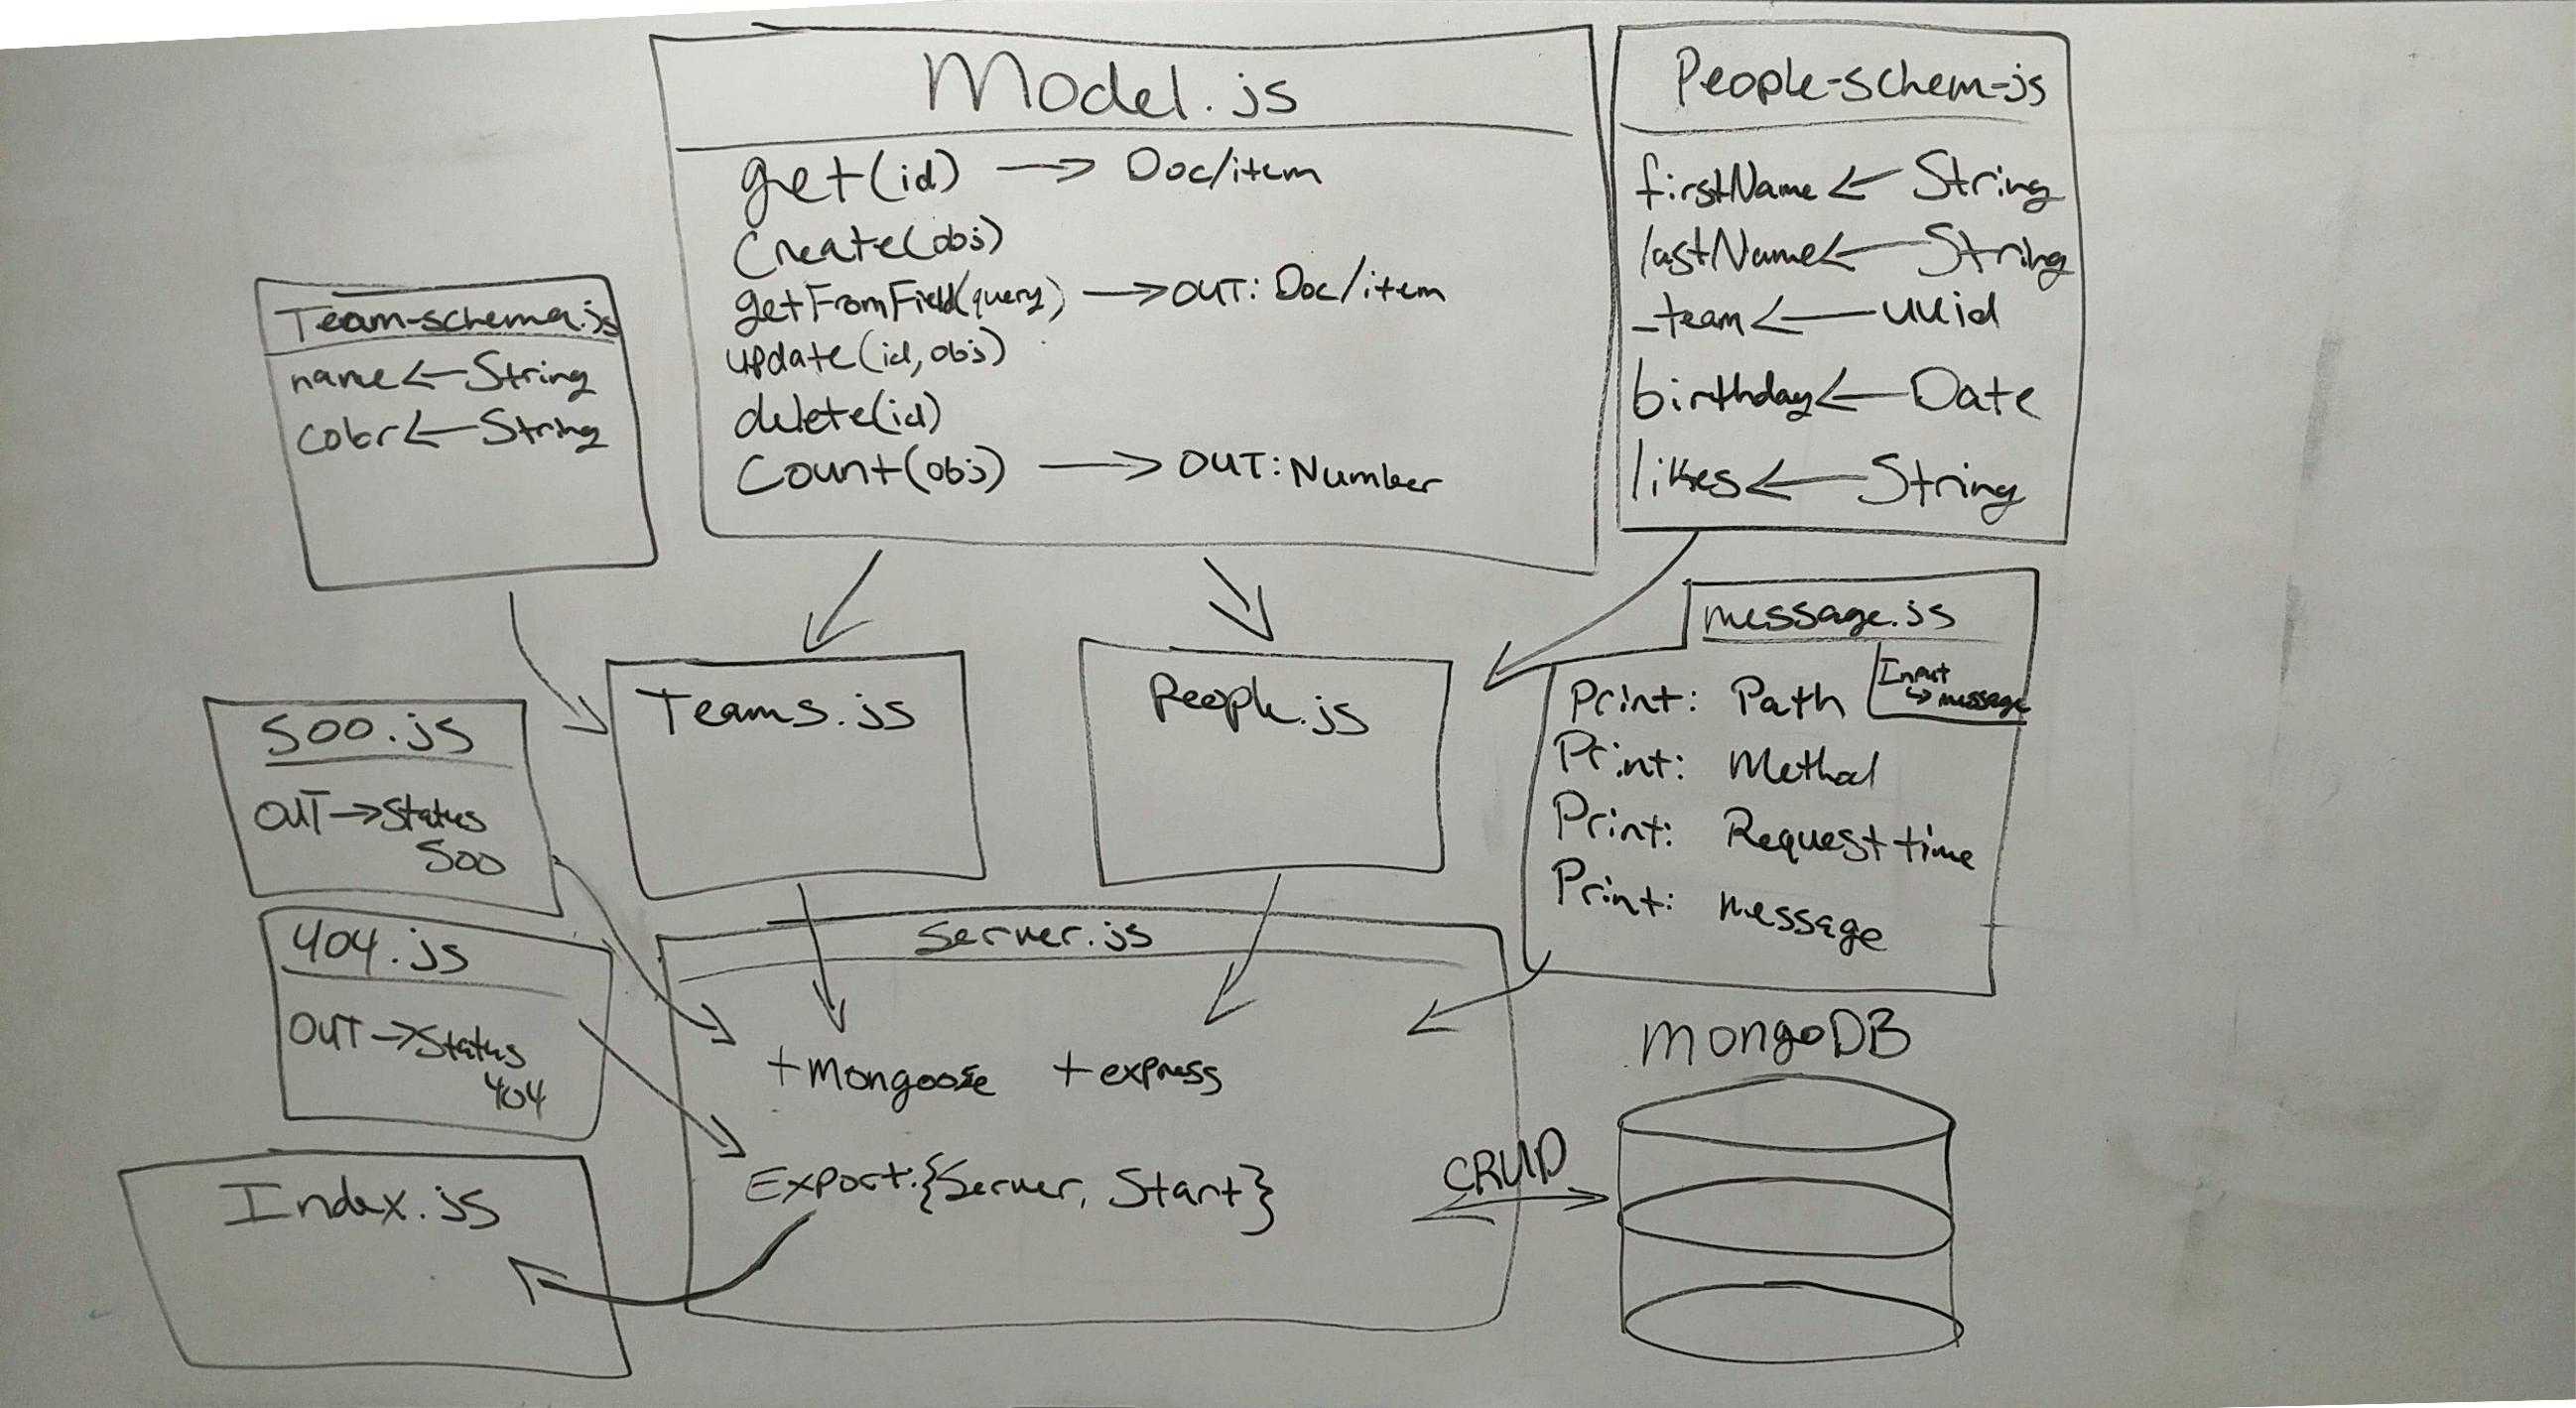 Model.js
get(id) → Doc/item
Create(obj)
getFromField(query) → OUT: Doc/item
update(id, obj)
delete(id)
Count(obj) → OUT: Number
People-schem-js
firstName ← String
lastName ← String
_team ← uuid
birthday ← Date
likes ← String
Team-schema.js
name ← String
color ← String
message.js
Input
↳ message
Print: Path
Print: Method
Print: Request time
Print: message
Teams.js
People.js
500.js
OUT → Status
500
404.js
OUT → Status
404
Server.js
+mongoose +express
Export: {Server, Start}
Index.js
CRUD
MongoDB